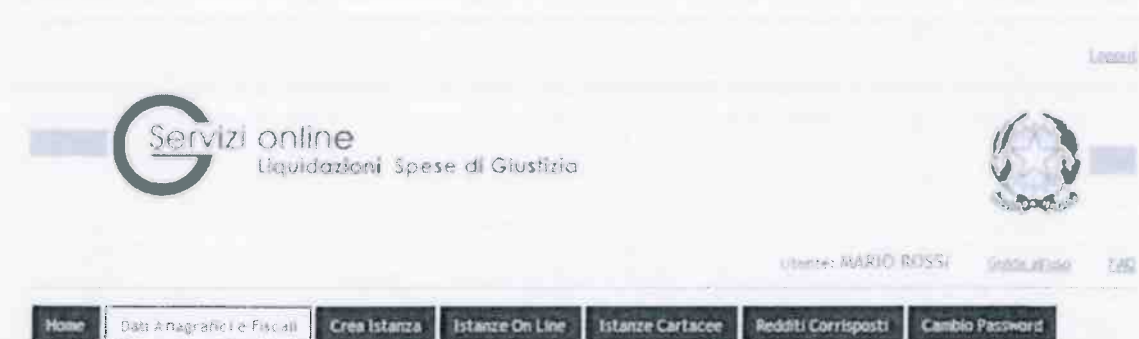 Logout
Servizi online
Liquidazioni Spese di Giustizia
Utente: MARIO ROSSI
FAQ
Home Dati Anagrafici e Fiscali Crea Istanza Istanze On Line Istanze Cartacee Redditi Corrisposti Cambio Password